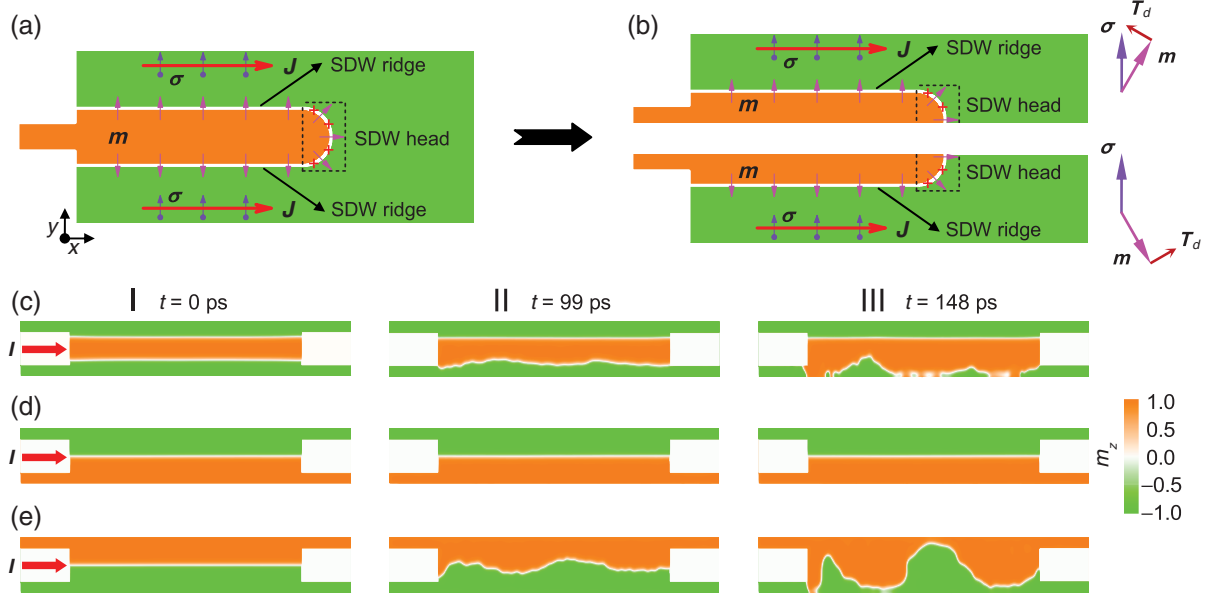 (a)
σ
J
SDW ridge
m
SDW head
σ
J
SDW ridge
y
x
(b)
σ
J
SDW ridge
m
SDW head
m
SDW head
σ
J
SDW ridge
σ
T_d
m
σ
m
T_d
(c)
I t = 0 ps
II t = 99 ps
III t = 148 ps
I
(d)
I
(e)
I
1.0
0.5
0.0
–0.5
–1.0
m_z